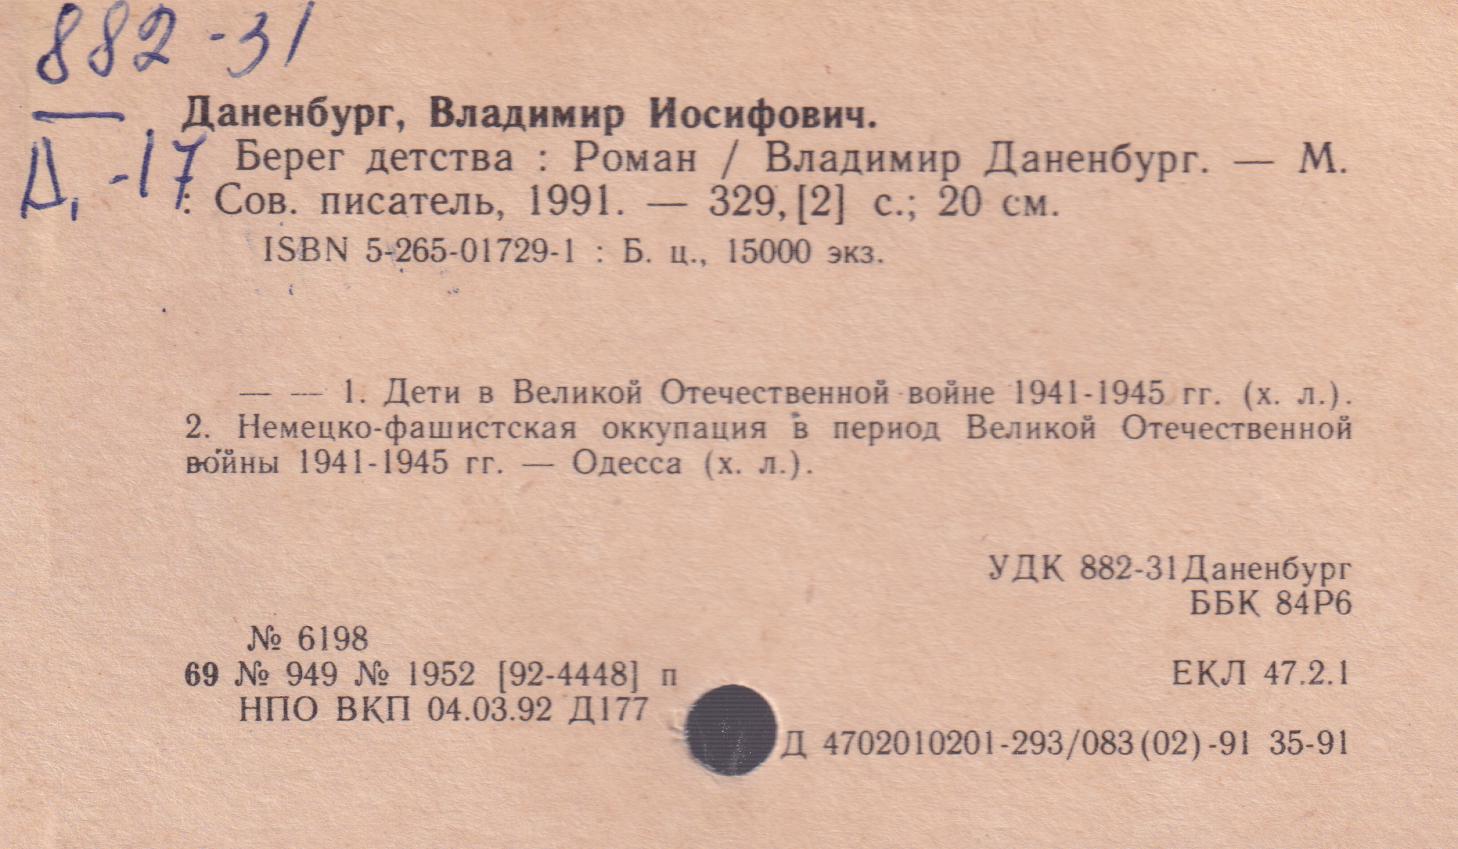 882-31
Д-17
Даненбург, Владимир Иосифович.
Берег детства : Роман / Владимир Даненбург. — М.
: Сов. писатель, 1991. — 329, [2] с.; 20 см.
ISBN 5-265-01729-1 : Б. ц., 15000 экз.
— — 1. Дети в Великой Отечественной войне 1941-1945 гг. (х. л.).
2. Немецко-фашистская оккупация в период Великой Отечественной
войны 1941-1945 гг. — Одесса (х. л.).
УДК 882-31Даненбург
ББК 84Р6
№ 6198
69 № 949 № 1952 [92-4448] п
ЕКЛ 47.2.1
НПО ВКП 04.03.92 Д177
Д 4702010201-293/083(02)-91 35-91